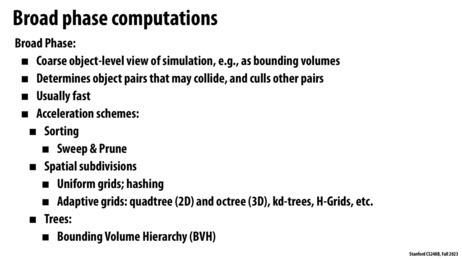 Broad phase computations
Broad Phase:
■ Coarse object-level view of simulation, e.g., as bounding volumes
■ Determines object pairs that may collide, and culls other pairs
■ Usually fast
■ Acceleration schemes:
■ Sorting
■ Sweep & Prune
■ Spatial subdivisions
■ Uniform grids; hashing
■ Adaptive grids: quadtree (2D) and octree (3D), kd-trees, H-Grids, etc.
■ Trees:
■ Bounding Volume Hierarchy (BVH)
Stanford CS248B, Fall 2023